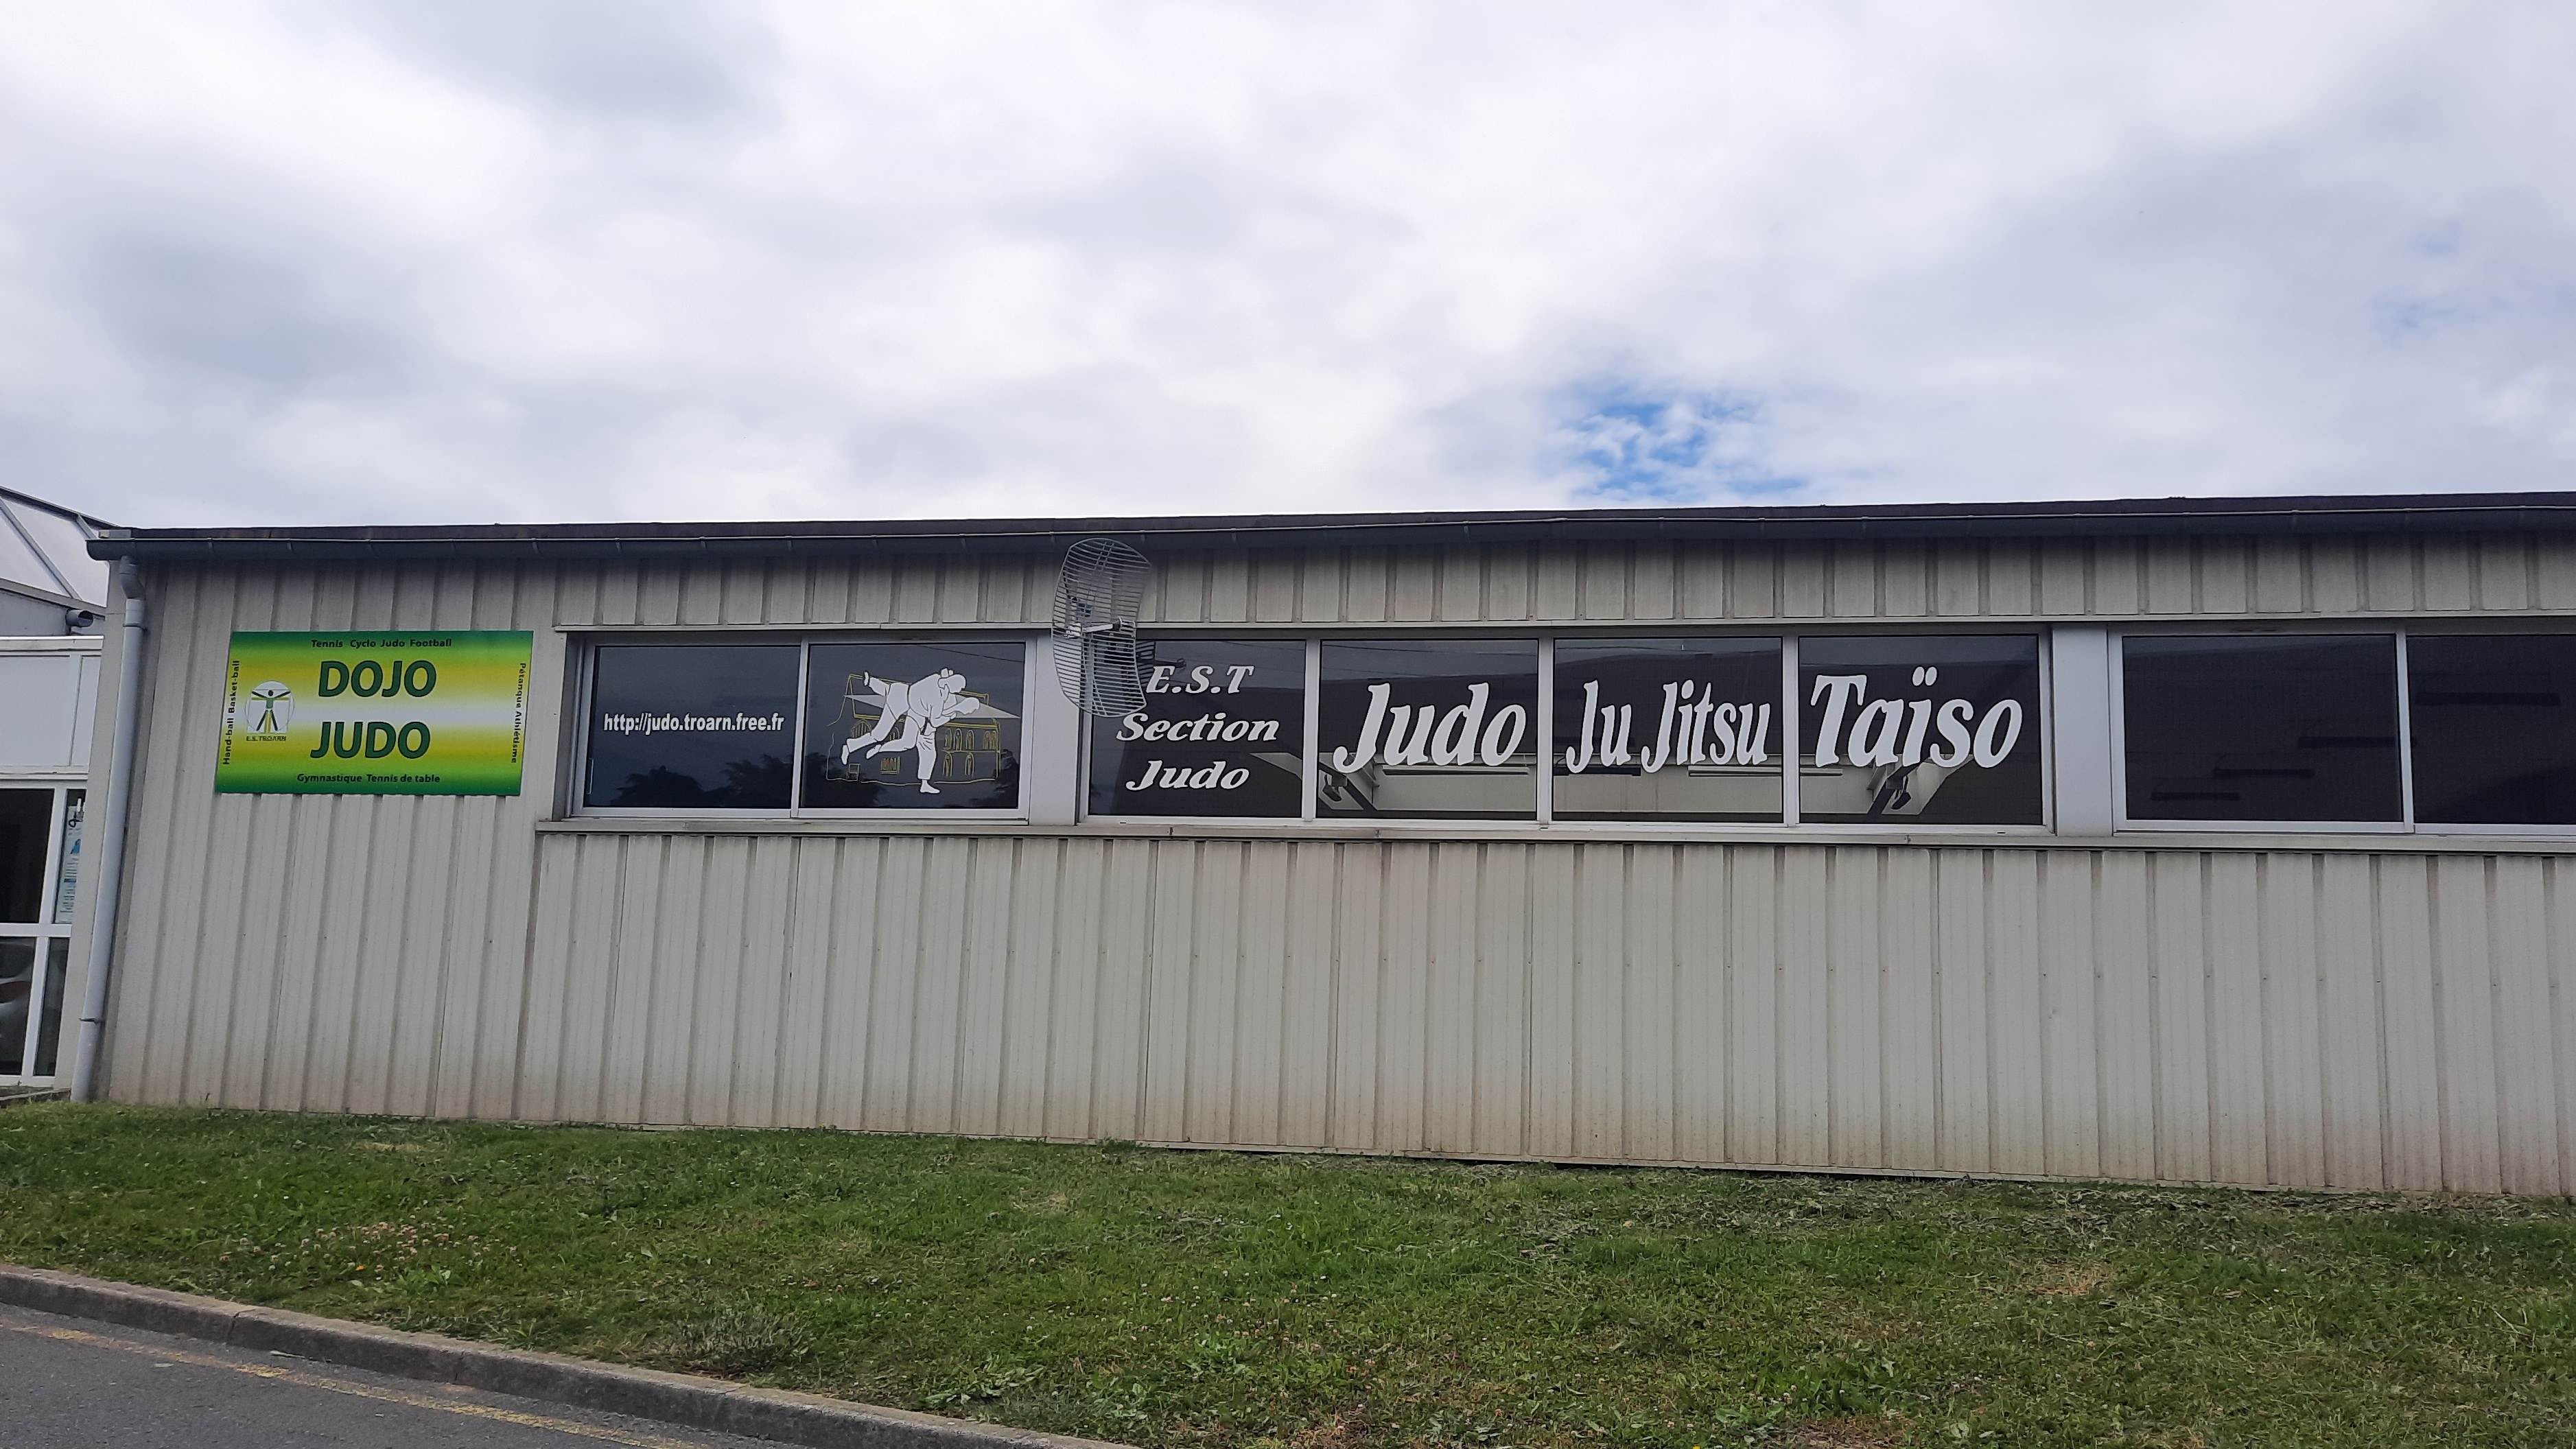 Tennis Cyclo Judo Football
Hand-ball Basket-ball
DOJO
JUDO
E.S.TROARN
Pétanque Athlétisme
Gymnastique Tennis de table
http://judo.troarn.free.fr
E.S.T
Section
Judo
Judo
Ju Jitsu
Taïso